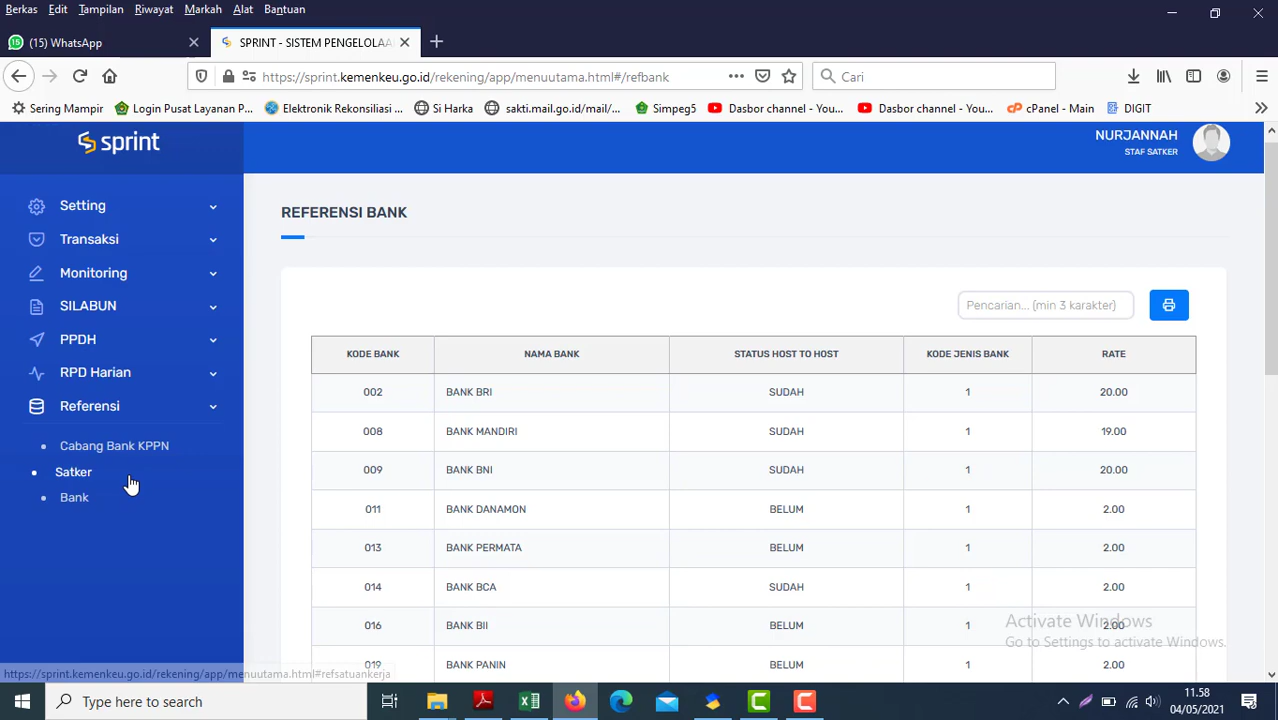 Berkas Edit Tampilan Riwayat Markah Alat Bantuan
(15) WhatsApp
SPRINT - SISTEM PENGELOLAA
https://sprint.kemenkeu.go.id/rekening/app/menuutama.html#/refbank
Cari
Sering Mampir
Login Pusat Layanan P...
Elektronik Rekonsiliasi ...
Si Harka
sakti.mail.go.id/mail/...
Simpeg5
Dasbor channel - You...
Dasbor channel - You...
cPanel - Main
DIGIT
sprint
NURJANNAH
STAF SATKER
Setting
Transaksi
Monitoring
SILABUN
PPDH
RPD Harian
Referensi
Cabang Bank KPPN
Satker
Bank
REFERENSI BANK
Pencarian... (min 3 karakter)
KODE BANK NAMA BANK STATUS HOST TO HOST KODE JENIS BANK RATE
002 BANK BRI SUDAH 1 20.00
008 BANK MANDIRI SUDAH 1 19.00
009 BANK BNI SUDAH 1 20.00
011 BANK DANAMON BELUM 1 2.00
013 BANK PERMATA BELUM 1 2.00
014 BANK BCA SUDAH 1 2.00
016 BANK BII BELUM 1 2.00
019 BANK PANIN BELUM 1 2.00
Activate Windows
Go to Settings to activate Windows.
https://sprint.kemenkeu.go.id/rekening/app/menuutama.html#refsatuankerja
Type here to search
11.58
04/05/2021